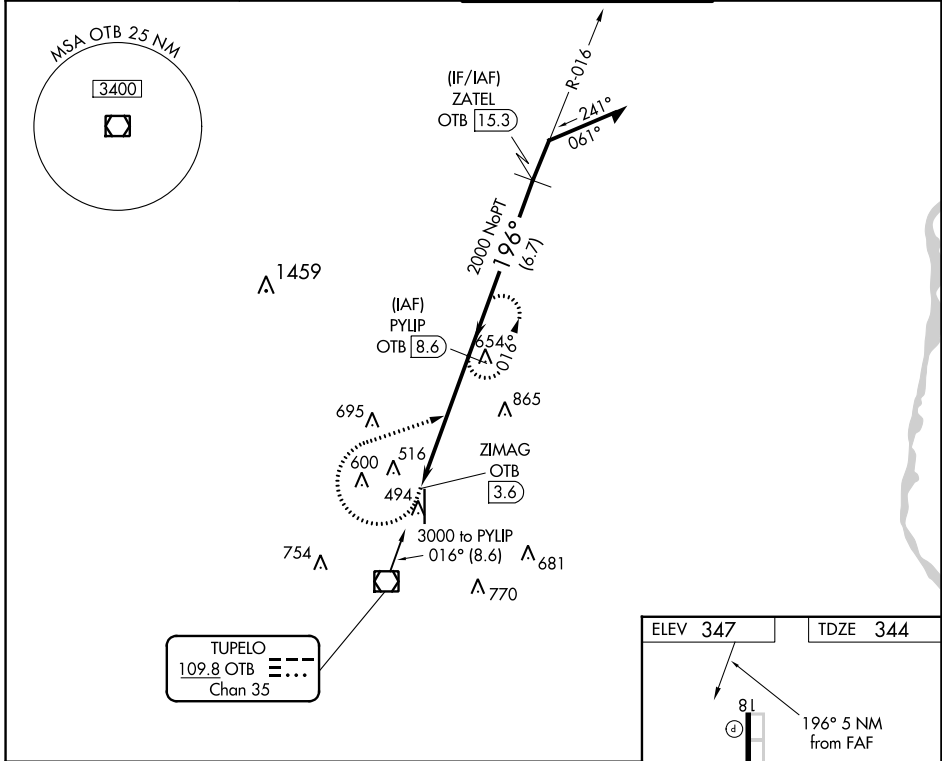 MSA OTB 25 NM
3400
R-016
(IF/IAF)
ZATEL
OTB 15.3
241°
061°
2000 NoPT
196°
(6.7)
1459
(IAF)
PYLIP
OTB 8.6
654
016°
865
695
ZIMAG
OTB
3.6
516
600
494
3000 to PYLIP
016° (8.6)
754
681
770
TUPELO
109.8 OTB
Chan 35
ELEV 347
TDZE 344
18
P
196° 5 NM
from FAF